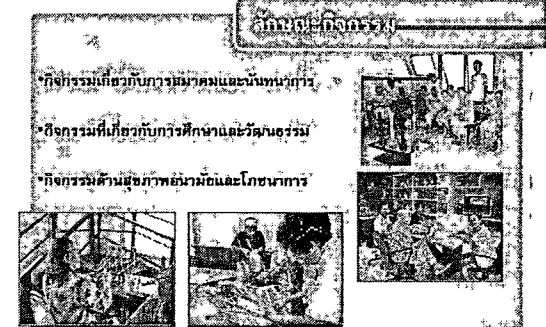 ลักษณะกิจกรรม
•กิจกรรมเกี่ยวกับการสมาคมและนันทนาการ
•กิจกรรมที่เกี่ยวกับการศึกษาและวัฒนธรรม
•กิจกรรมด้านสุขภาพอนามัยและโภชนาการ